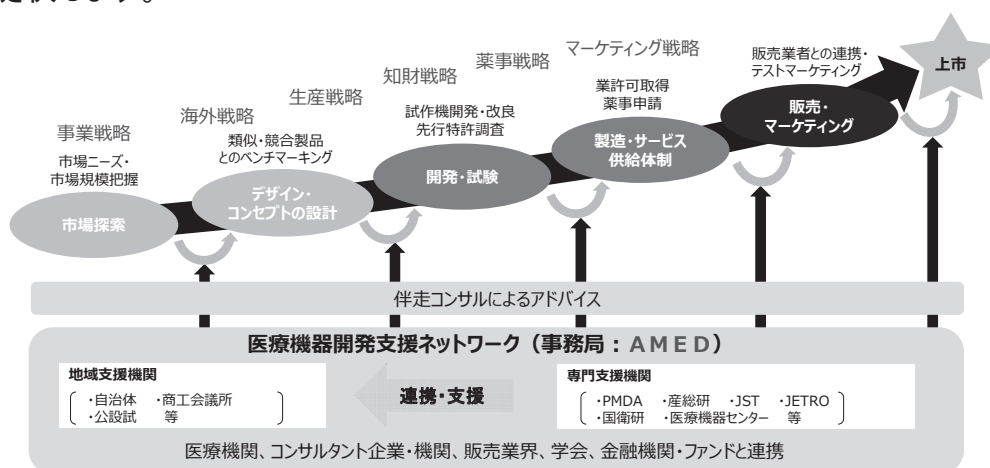 事業戦略
市場ニーズ・
市場規模把握
市場探索
海外戦略
類似・競合製品
とのベンチマーキング
デザイン・
コンセプトの設計
生産戦略
知財戦略
試作機開発・改良
先行特許調査
開発・試験
薬事戦略
マーケティング戦略
業許可取得
薬事申請
製造・サービス
供給体制
販売業者との連携・
テストマーケティング
販売・
マーケティング
上市
伴走コンサルによるアドバイス
医療機器開発支援ネットワーク（事務局：AMED）
地域支援機関
・自治体 ・商工会議所
・公設試 等
連携・支援
専門支援機関
・PMDA ・産総研 ・JST ・JETRO
・国衛研 ・医療機器センター 等
医療機関、コンサルタント企業・機関、販売業界、学会、金融機関・ファンドと連携